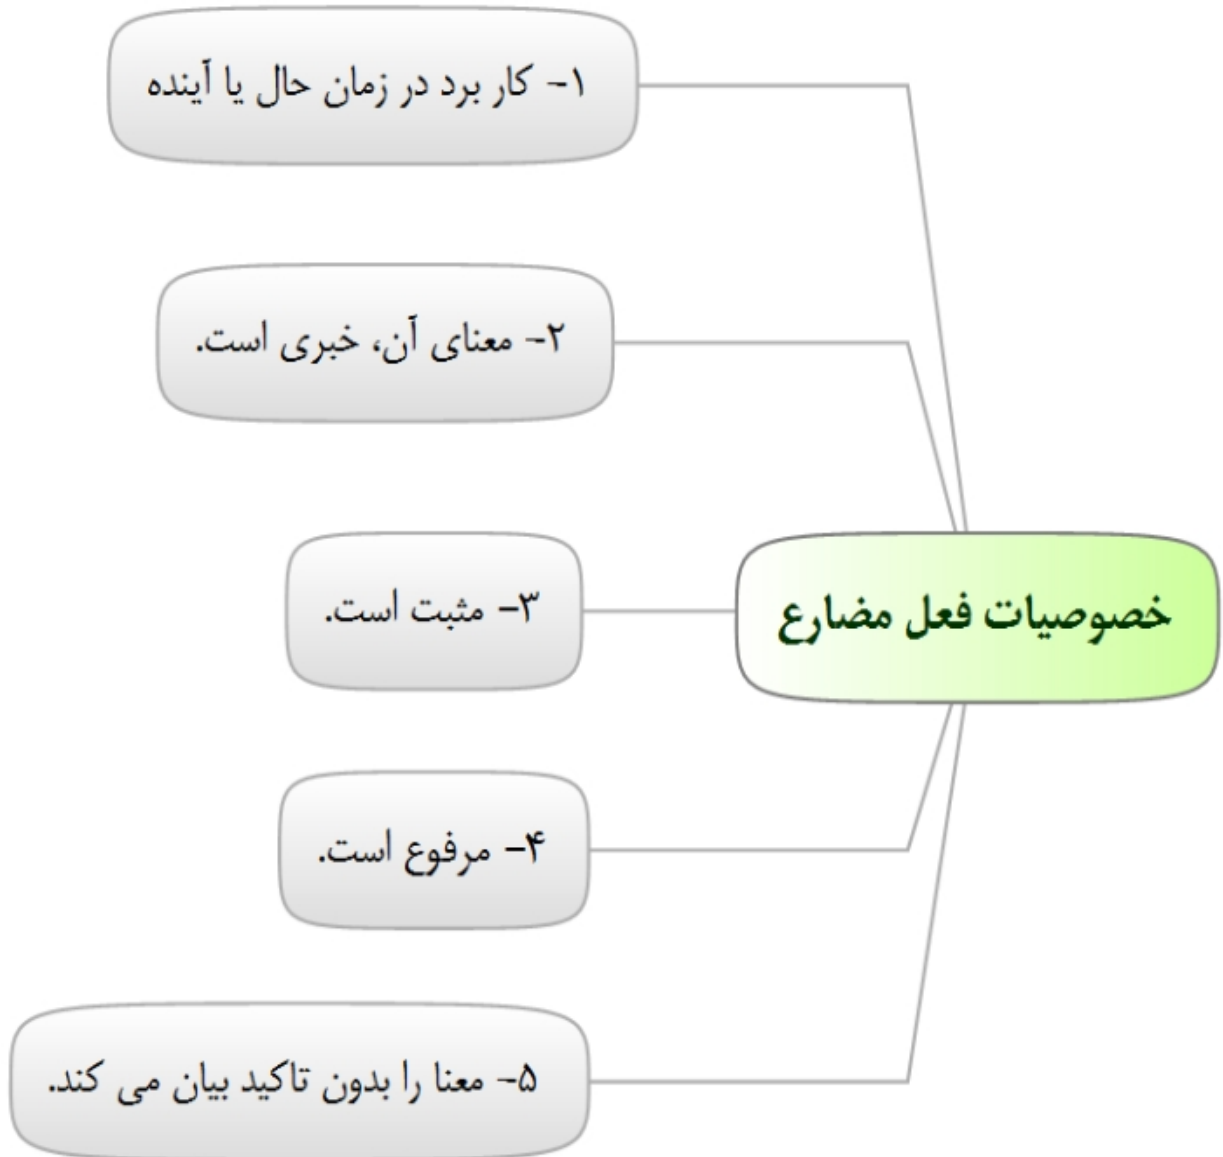 خصوصیات فعل مضارع
۱- کار برد در زمان حال یا آینده
۲- معنای آن، خبری است.
۳- مثبت است.
۴- مرفوع است.
۵- معنا را بدون تاکید بیان می کند.